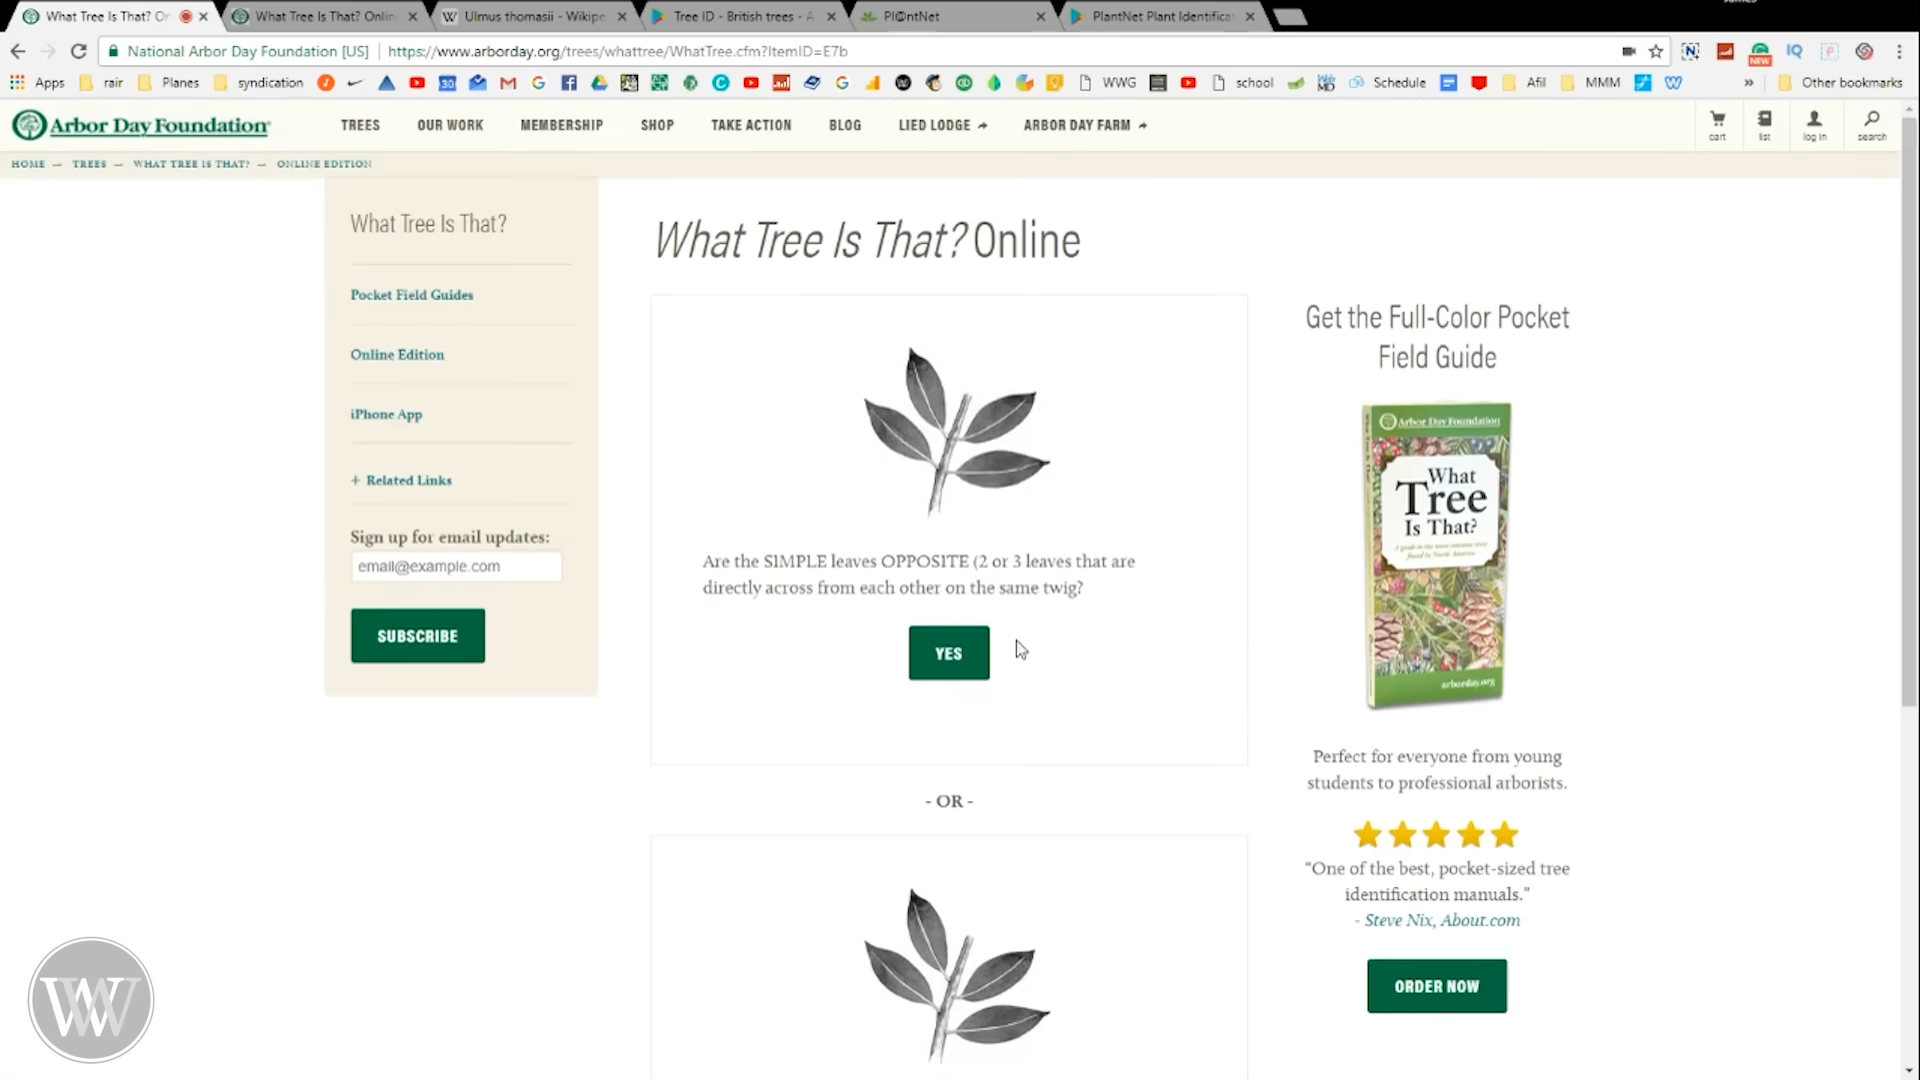 What Tree Is That? Or
What Tree Is That? Onlin
Ulmus thomasii - Wikipe
Tree ID - British trees - A
Pl@ntNet
PlantNet Plant Identifica
National Arbor Day Foundation [US] | https://www.arborday.org/trees/whattree/WhatTree.cfm?ItemID=E7b
Apps rair Planes syndication WWG school Schedule Afil MMM » Other bookmarks
Arbor Day Foundation
TREES OUR WORK MEMBERSHIP SHOP TAKE ACTION BLOG LIED LODGE ARBOR DAY FARM
cart list log in search
HOME — TREES — WHAT TREE IS THAT? — ONLINE EDITION
What Tree Is That?
Pocket Field Guides
Online Edition
iPhone App
+ Related Links
Sign up for email updates:
email@example.com
SUBSCRIBE
What Tree Is That? Online
Are the SIMPLE leaves OPPOSITE (2 or 3 leaves that are
directly across from each other on the same twig?
YES
- OR -
Get the Full-Color Pocket
Field Guide
Arbor Day Foundation
What
Tree
Is That?
arborday.org
Perfect for everyone from young
students to professional arborists.
“One of the best, pocket-sized tree
identification manuals.”
- Steve Nix, About.com
ORDER NOW
WW